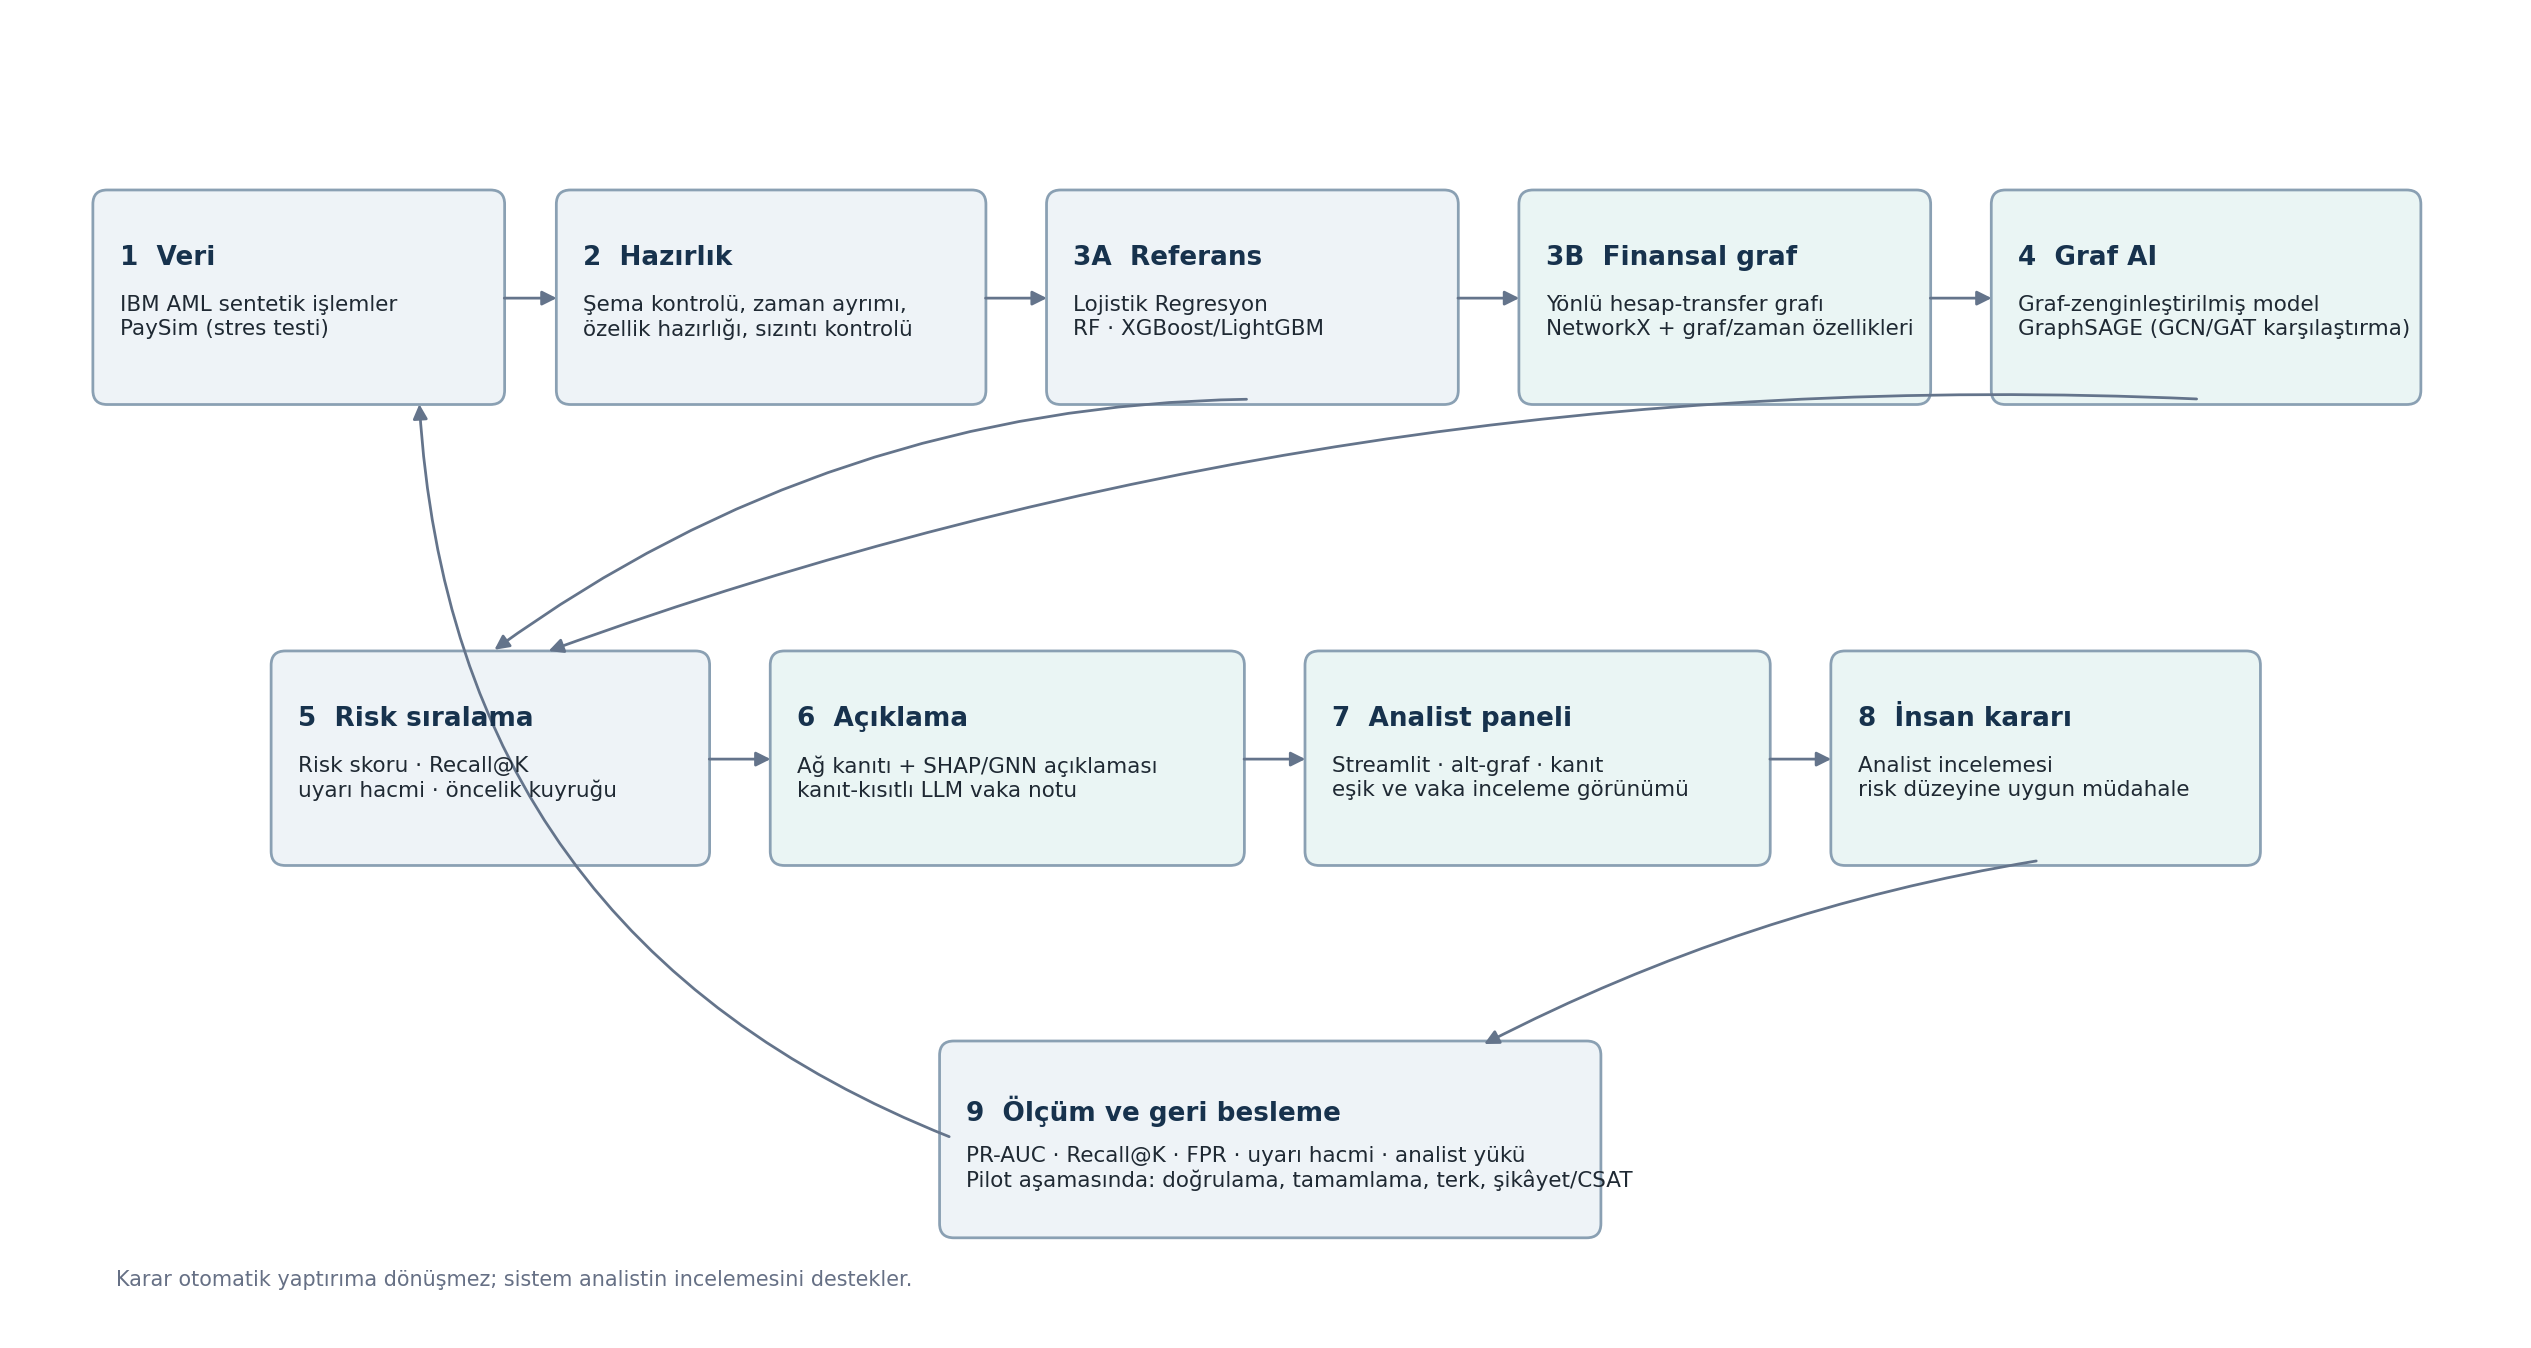 1 Veri
IBM AML sentetik işlemler
PaySim (stres testi)
2 Hazırlık
Şema kontrolü, zaman ayrımı,
özellik hazırlığı, sızıntı kontrolü
3A Referans
Lojistik Regresyon
RF · XGBoost/LightGBM
3B Finansal graf
Yönlü hesap-transfer grafı
NetworkX + graf/zaman özellikleri
4 Graf AI
Graf-zenginleştirilmiş model
GraphSAGE (GCN/GAT karşılaştırma)
5 Risk sıralama
Risk skoru · Recall@K
uyarı hacmi · öncelik kuyruğu
6 Açıklama
Ağ kanıtı + SHAP/GNN açıklaması
kanıt-kısıtlı LLM vaka notu
7 Analist paneli
Streamlit · alt-graf · kanıt
eşik ve vaka inceleme görünümü
8 İnsan kararı
Analist incelemesi
risk düzeyine uygun müdahale
9 Ölçüm ve geri besleme
PR-AUC · Recall@K · FPR · uyarı hacmi · analist yükü
Pilot aşamasında: doğrulama, tamamlama, terk, şikâyet/CSAT
Karar otomatik yaptırıma dönüşmez; sistem analistin incelemesini destekler.